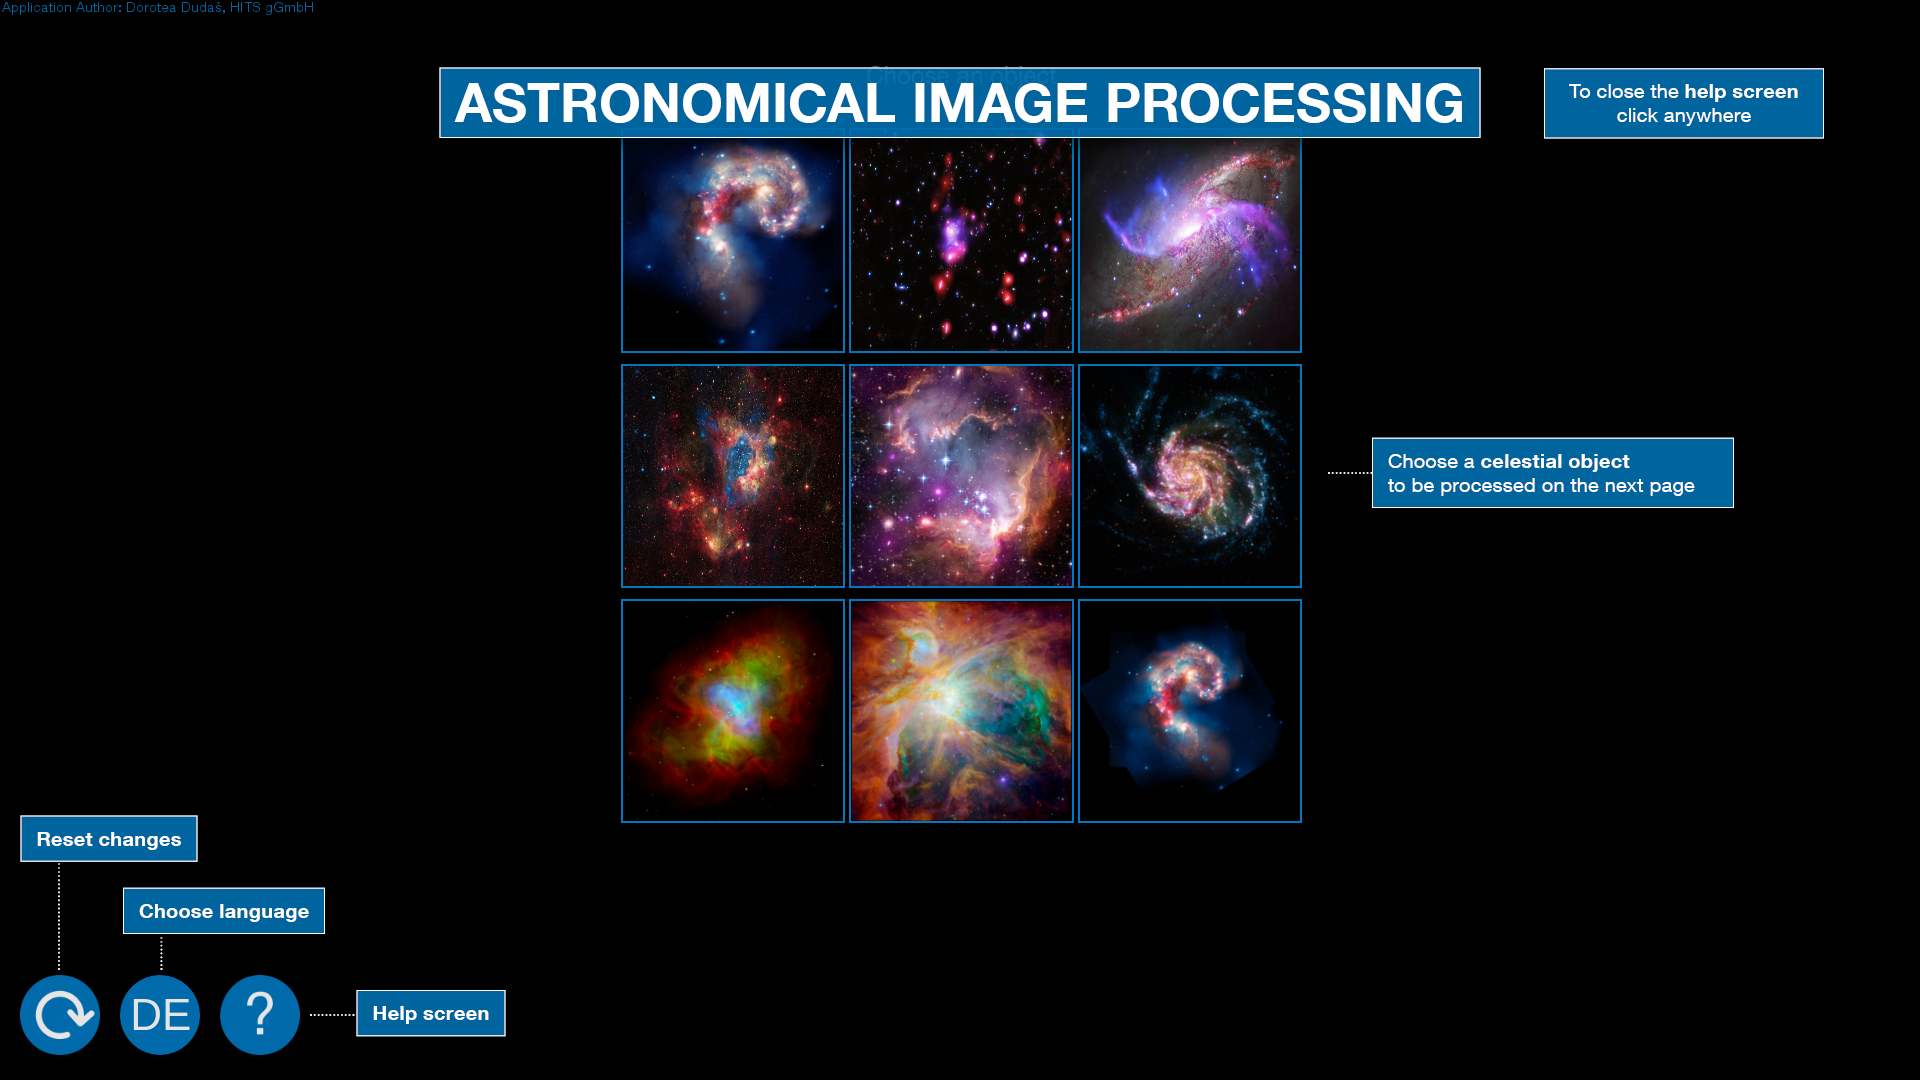 Application Author: Dorotea Dudaš, HITS gGmbH
Choose an object
ASTRONOMICAL IMAGE PROCESSING
To close the help screen
click anywhere
Choose a celestial object
to be processed on the next page
Reset changes
Choose language
DE
?
Help screen